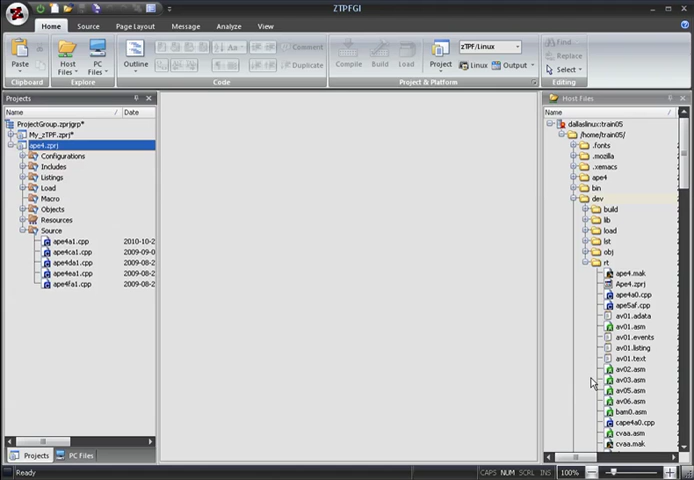 ZTPFGI
Home Source Page Layout Message Analyze View
Paste Host Files PC Files Outline Aa Comment Duplicate Compile Build Load Project zTPF/Linux Linux Output Find Replace Select
Clipboard Explore Code Project & Platform Editing
Projects
Name Date
ProjectGroup.zprjgrp*
My_zTPF.zprj*
ape4.zprj
Configurations
Includes
Listings
Load
Macro
Objects
Resources
Source
ape4a1.cpp 2010-10-2
ape4ca1.cpp 2009-09-0
ape4da1.cpp 2009-08-2
ape4ea1.cpp 2009-08-2
ape4fa1.cpp 2009-08-2
Projects PC Files
Host Files
Name
dallaslinux:train05
/home/train05/
.fonts
.mozilla
.xemacs
ape4
bin
dev
build
lib
load
lst
obj
rt
ape4.mak
Ape4.zprj
ape4a0.cpp
ape5af.cpp
av01.adata
av01.asm
av01.events
av01.listing
av01.text
av02.asm
av03.asm
av05.asm
av06.asm
bam0.asm
cape4a0.cpp
cvaa.asm
cvaa.mak
Ready CAPS NUM SCRL INS 100%